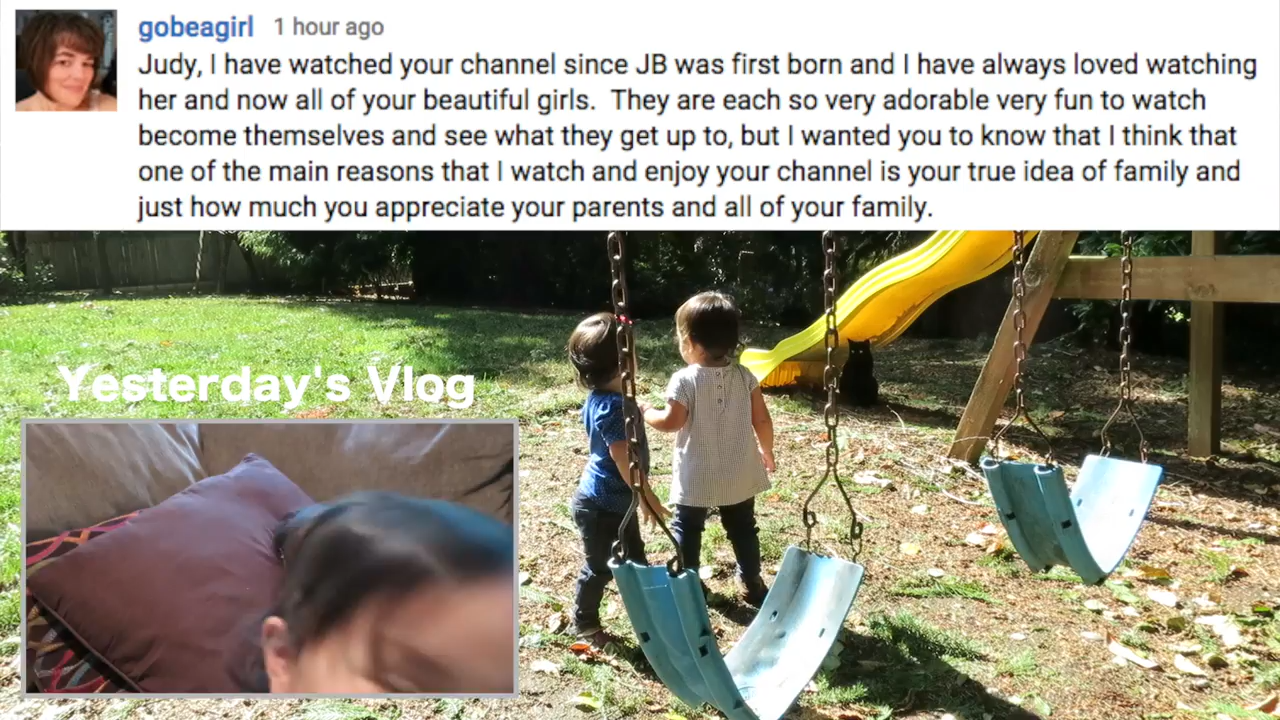 gobeagirl 1 hour ago
Judy, I have watched your channel since JB was first born and I have always loved watching
her and now all of your beautiful girls. They are each so very adorable very fun to watch
become themselves and see what they get up to, but I wanted you to know that I think that
one of the main reasons that I watch and enjoy your channel is your true idea of family and
just how much you appreciate your parents and all of your family.
Yesterday's Vlog